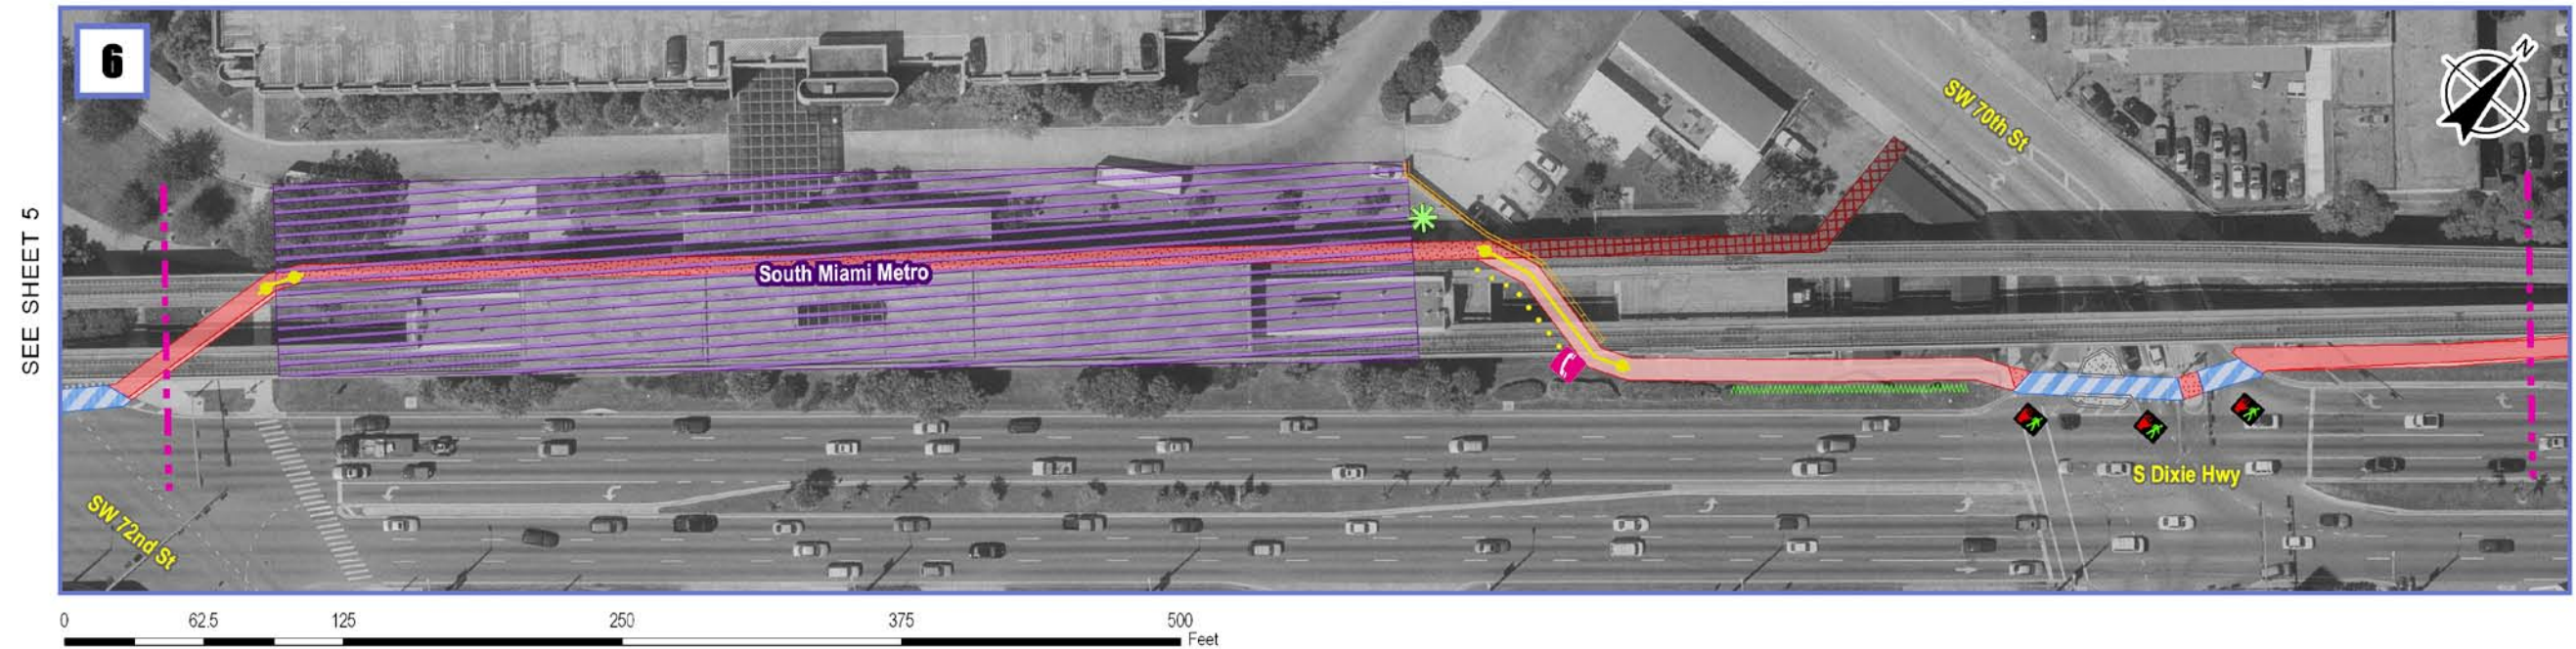 6
N
SW 70th St
SEE SHEET 5
South Miami Metro
S Dixie Hwy
SW 72nd St
0 62.5 125 250 375 500
Feet